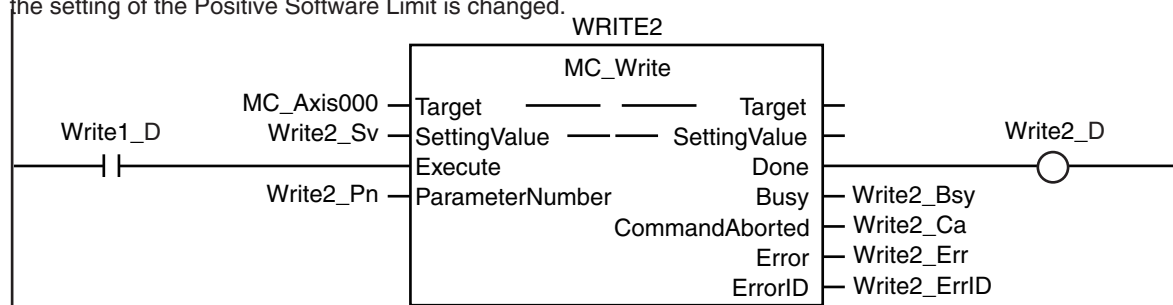 the setting of the Positive Software Limit is changed.
WRITE2
MC_Write
MC_Axis000 Target Target
Write1_D Write2_Sv SettingValue SettingValue Write2_D
Execute Done
Write2_Pn ParameterNumber Busy Write2_Bsy
CommandAborted Write2_Ca
Error Write2_Err
ErrorID Write2_ErrID